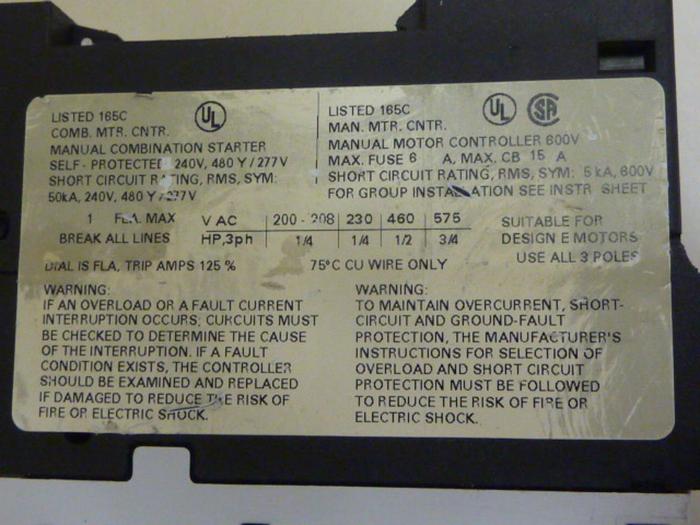 LISTED 165C
COMB. MTR. CNTR.
UL
MANUAL COMBINATION STARTER
SELF - PROTECTED 240V, 480 Y / 277V
SHORT CIRCUIT RATING, RMS, SYM:
50kA, 240V, 480 Y / 277V
LISTED 165C
MAN. MTR. CNTR.
UL SA
MANUAL MOTOR CONTROLLER 600V
MAX. FUSE 6 A, MAX. CB 15 A
SHORT CIRCUIT RATING, RMS, SYM: 5 kA, 600V
FOR GROUP INSTALLATION SEE INSTR SHEET
1 FLA. MAX V AC 200 - 208 230 460 575 SUITABLE FOR
BREAK ALL LINES HP,3ph 1/4 1/4 1/2 3/4 DESIGN E MOTORS
USE ALL 3 POLES
DIAL IS FLA, TRIP AMPS 125 % 75°C CU WIRE ONLY
WARNING:
IF AN OVERLOAD OR A FAULT CURRENT
INTERRUPTION OCCURS; CURCUITS MUST
BE CHECKED TO DETERMINE THE CAUSE
OF THE INTERRUPTION. IF A FAULT
CONDITION EXISTS, THE CONTROLLER
SHOULD BE EXAMINED AND REPLACED
IF DAMAGED TO REDUCE THE RISK OF
FIRE OR ELECTRIC SHOCK.
WARNING:
TO MAINTAIN OVERCURRENT, SHORT-
CIRCUIT AND GROUND-FAULT
PROTECTION, THE MANUFACTURER'S
INSTRUCTIONS FOR SELECTION OF
OVERLOAD AND SHORT CIRCUIT
PROTECTION MUST BE FOLLOWED
TO REDUCE THE RISK OF FIRE OR
ELECTRIC SHOCK.